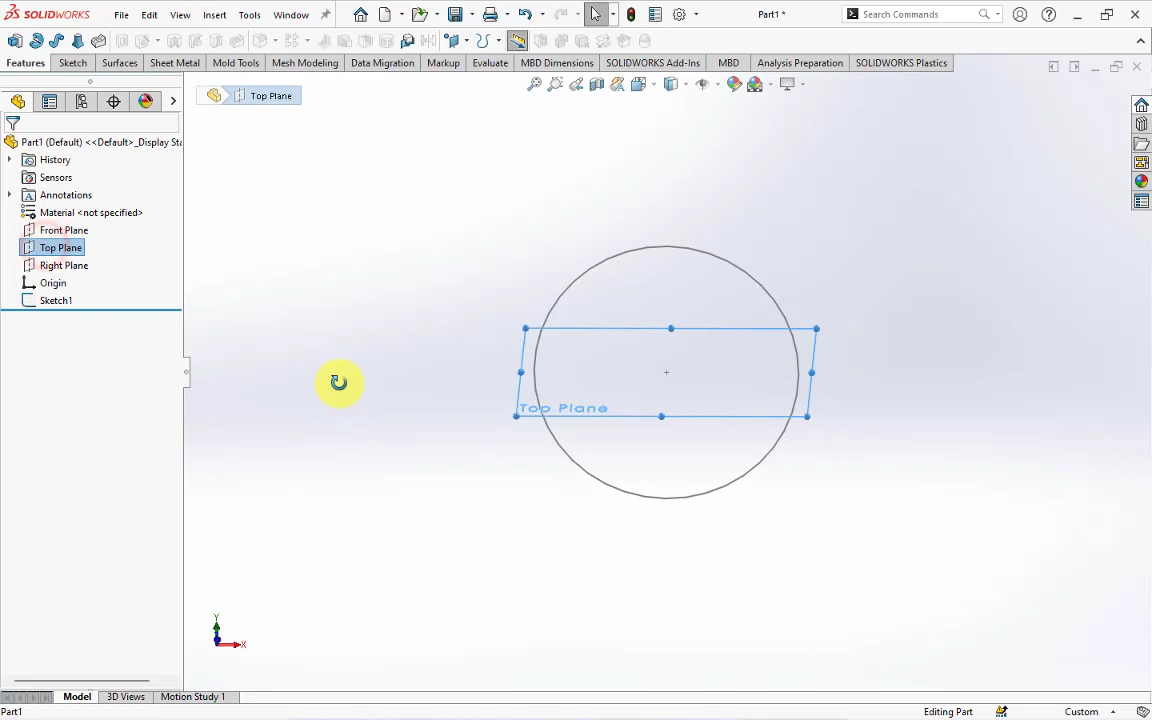 SOLIDWORKS File Edit View Insert Tools Window Part1 * Search Commands
Features Sketch Surfaces Sheet Metal Mold Tools Mesh Modeling Data Migration Markup Evaluate MBD Dimensions SOLIDWORKS Add-Ins MBD Analysis Preparation SOLIDWORKS Plastics
Top Plane
Part1 (Default) <<Default>_Display Sta
History
Sensors
Annotations
Material <not specified>
Front Plane
Top Plane
Right Plane
Origin
Sketch1
Top Plane
Y
X
Model 3D Views Motion Study 1
Part1 Editing Part Custom